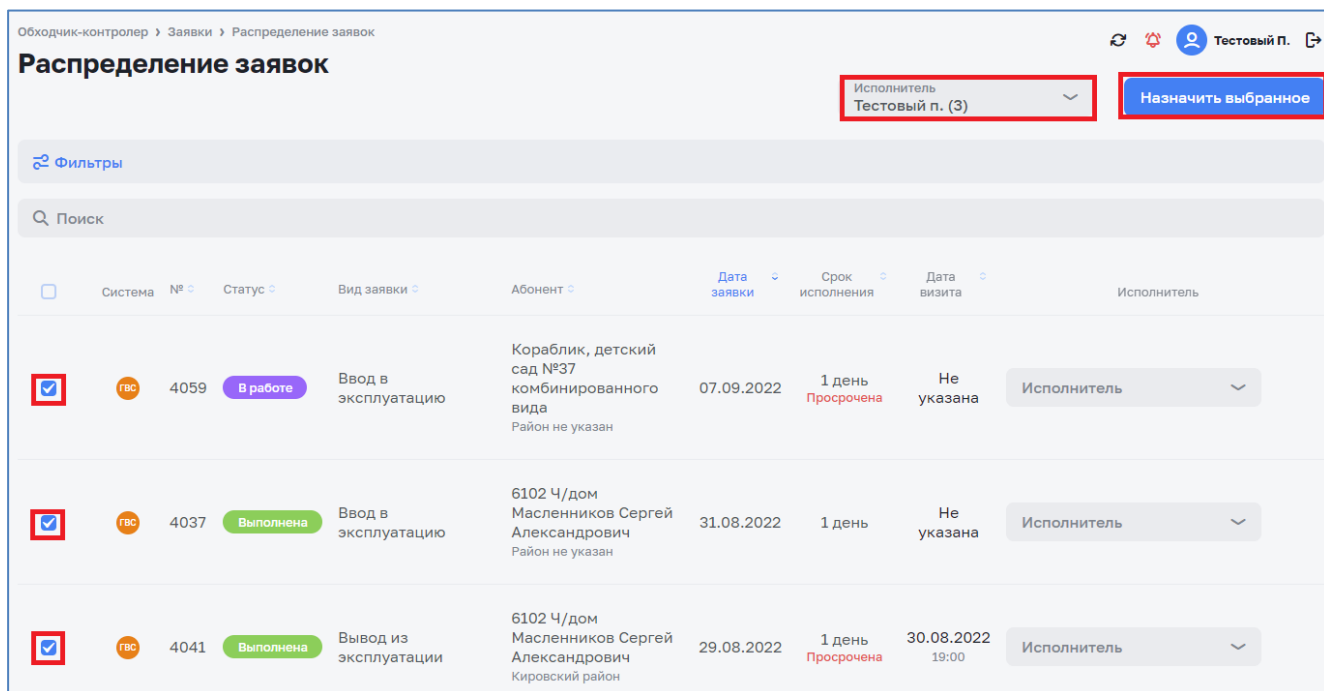 Обходчик-контролер › Заявки › Распределение заявок
Тестовый П.
Распределение заявок
Исполнитель
Тестовый п. (3)
Назначить выбранное
Фильтры
Поиск
Система № Статус Вид заявки Абонент Дата заявки Срок исполнения Дата визита Исполнитель
ГВС 4059 В работе
Ввод в
эксплуатацию
Кораблик, детский
сад №37
комбинированного
вида
Район не указан
07.09.2022
1 день
Просрочена
Не
указана
Исполнитель
ГВС 4037 Выполнена
Ввод в
эксплуатацию
6102 Ч/дом
Масленников Сергей
Александрович
Район не указан
31.08.2022
1 день
Не
указана
Исполнитель
ГВС 4041 Выполнена
Вывод из
эксплуатации
6102 Ч/дом
Масленников Сергей
Александрович
Кировский район
29.08.2022
1 день
Просрочена
30.08.2022
19:00
Исполнитель